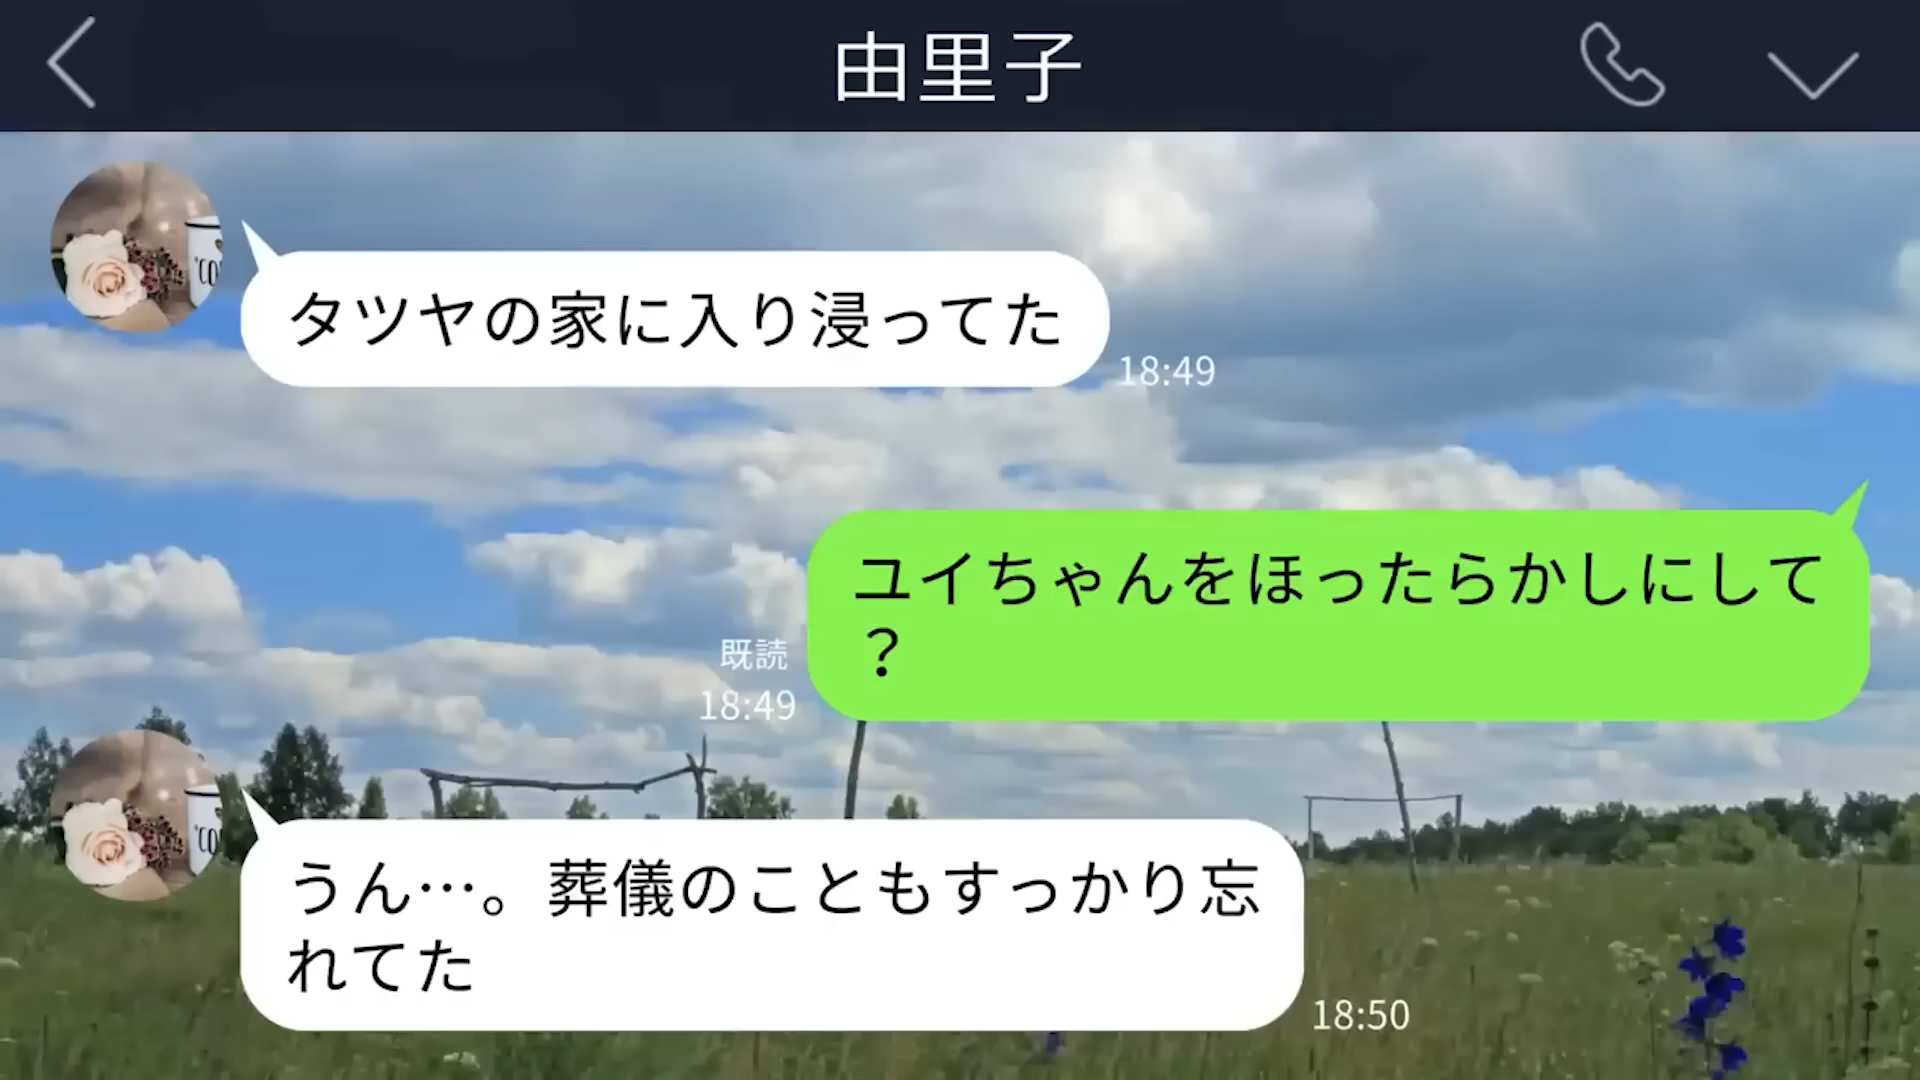 由里子
タツヤの家に入り浸ってた
18:49
ユイちゃんをほったらかしにして
？
既読
18:49
うん…。葬儀のこともすっかり忘
れてた
18:50